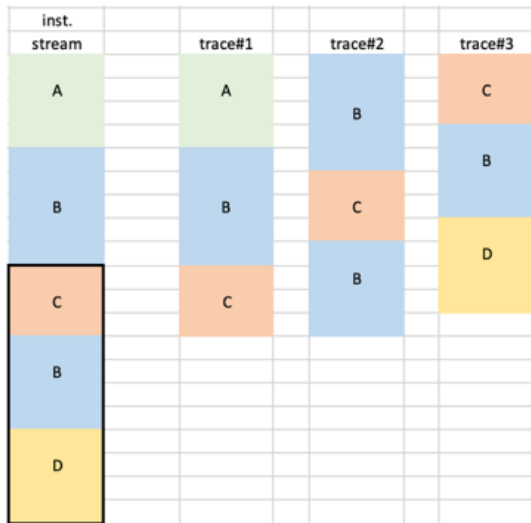 inst.
stream trace#1 trace#2 trace#3
A A C
B
B
B B C D
C C B
B
D